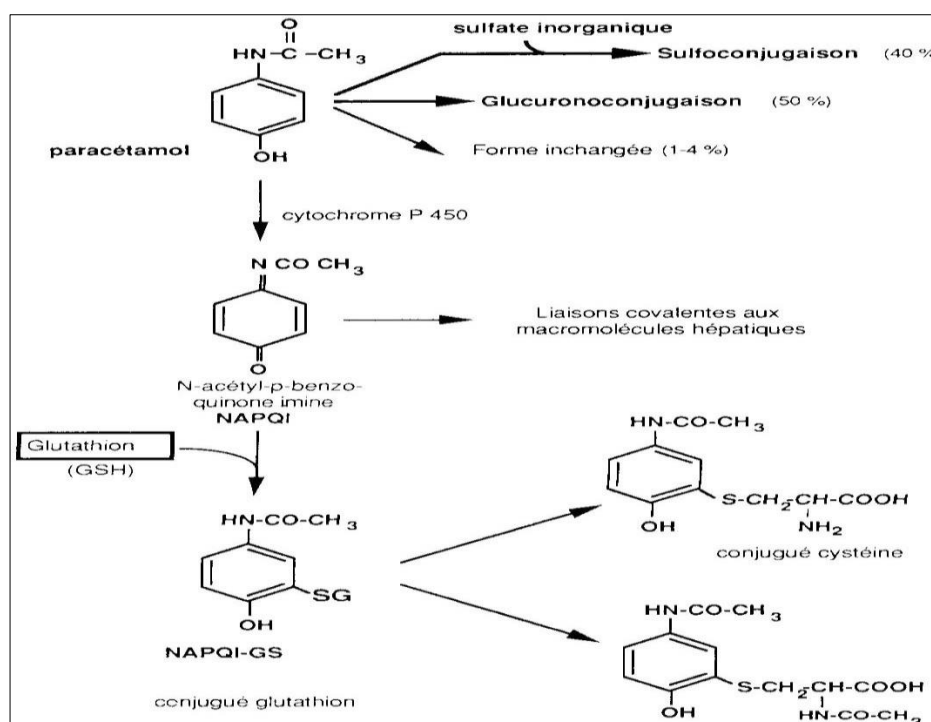 O
HN-C-CH3
sulfate inorganique
Sulfoconjugaison (40 %
Glucuronoconjugaison (50 %)
Forme inchangée (1-4 %)
paracétamol
OH
cytochrome P 450
N CO CH3
O
Liaisons covalentes aux
macromolécules hépatiques
N-acétyl-p-benzo-
quinone imine
NAPQI
Glutathion
(GSH)
HN-CO-CH3
SG
OH
NAPQI-GS
conjugué glutathion
HN-CO-CH3
S-CH2-CH-COOH
NH2
OH
conjugué cystéine
HN-CO-CH3
S-CH2-CH-COOH
HN-CO-CH3
OH